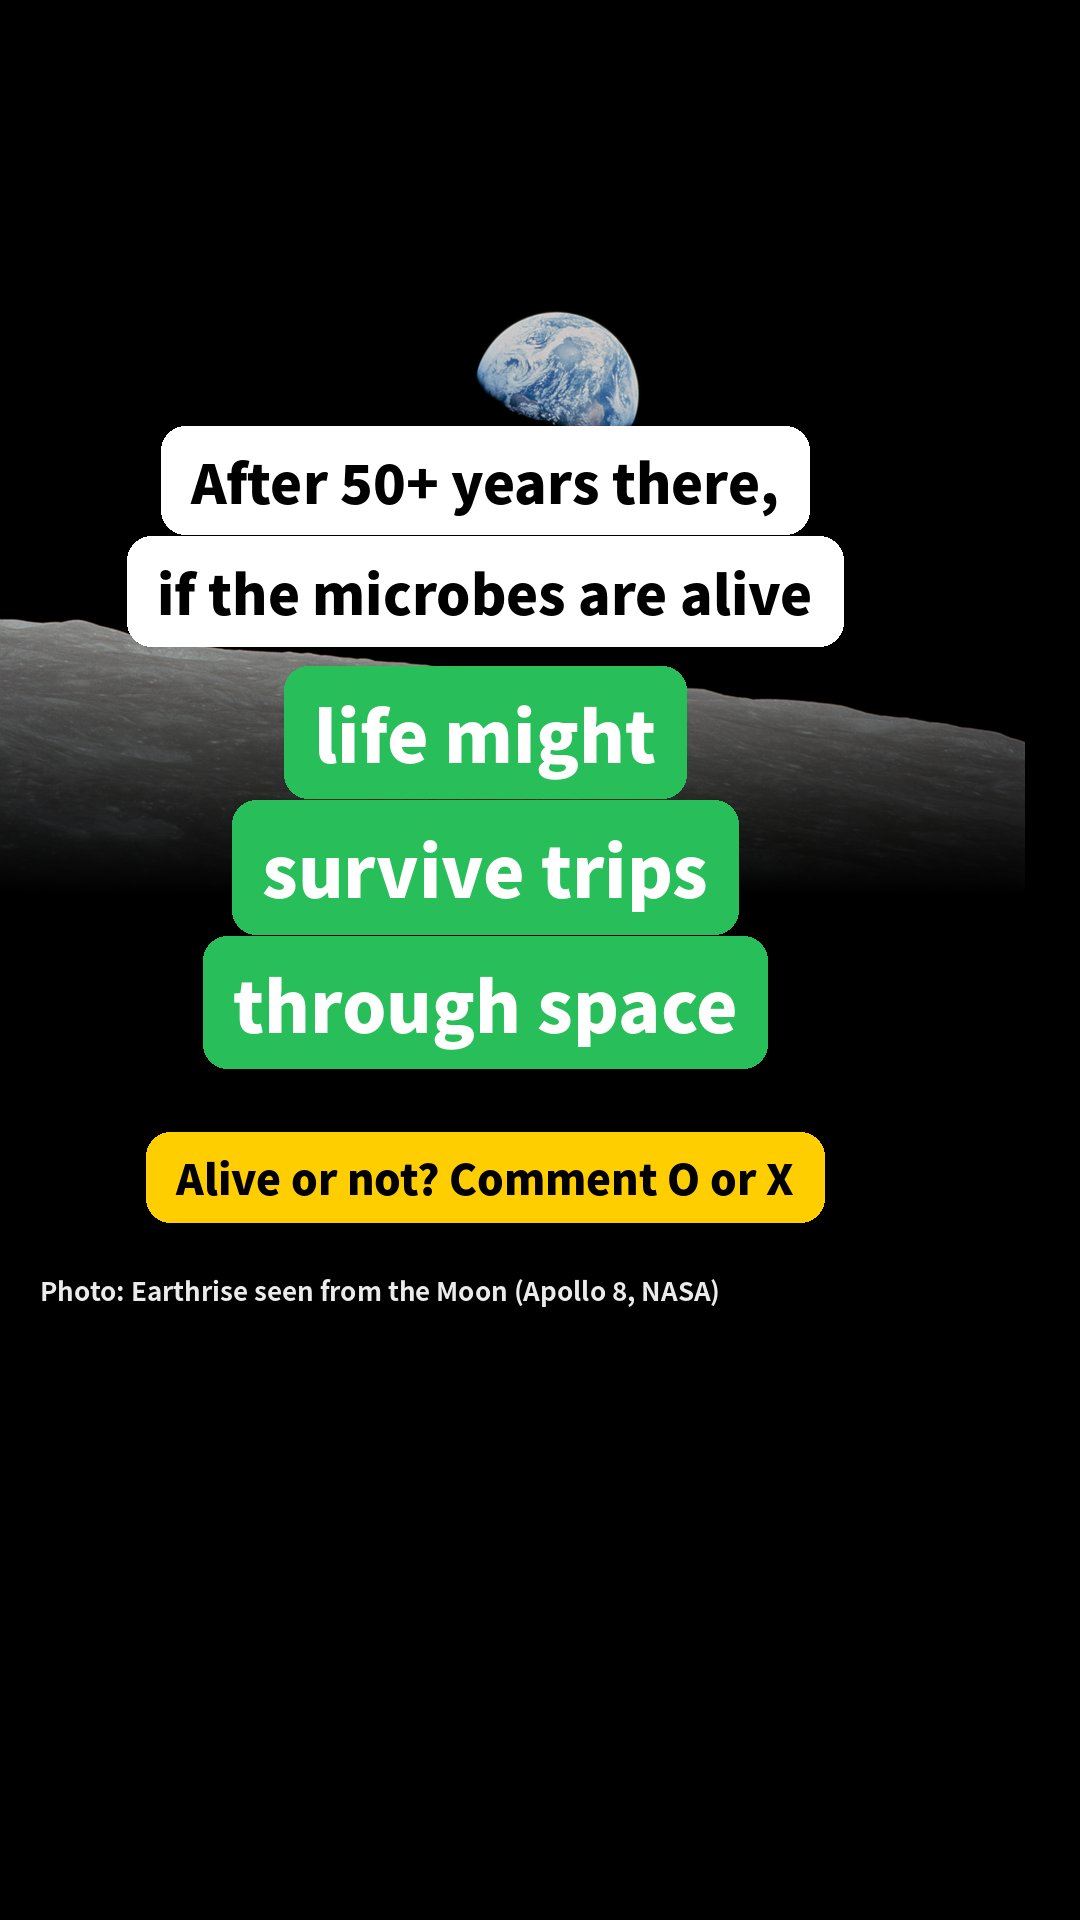 After 50+ years there,
if the microbes are alive
life might
survive trips
through space
Alive or not? Comment O or X
Photo: Earthrise seen from the Moon (Apollo 8, NASA)